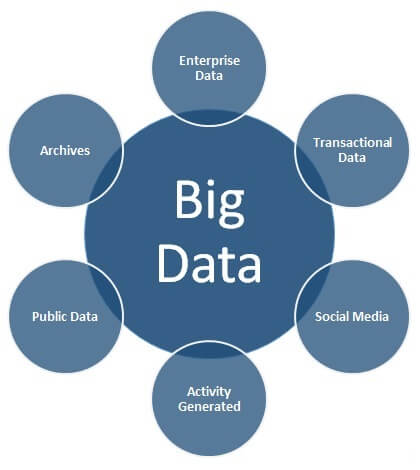 Enterprise
Data
Transactional
Data
Archives
Big
Data
Public Data
Social Media
Activity
Generated